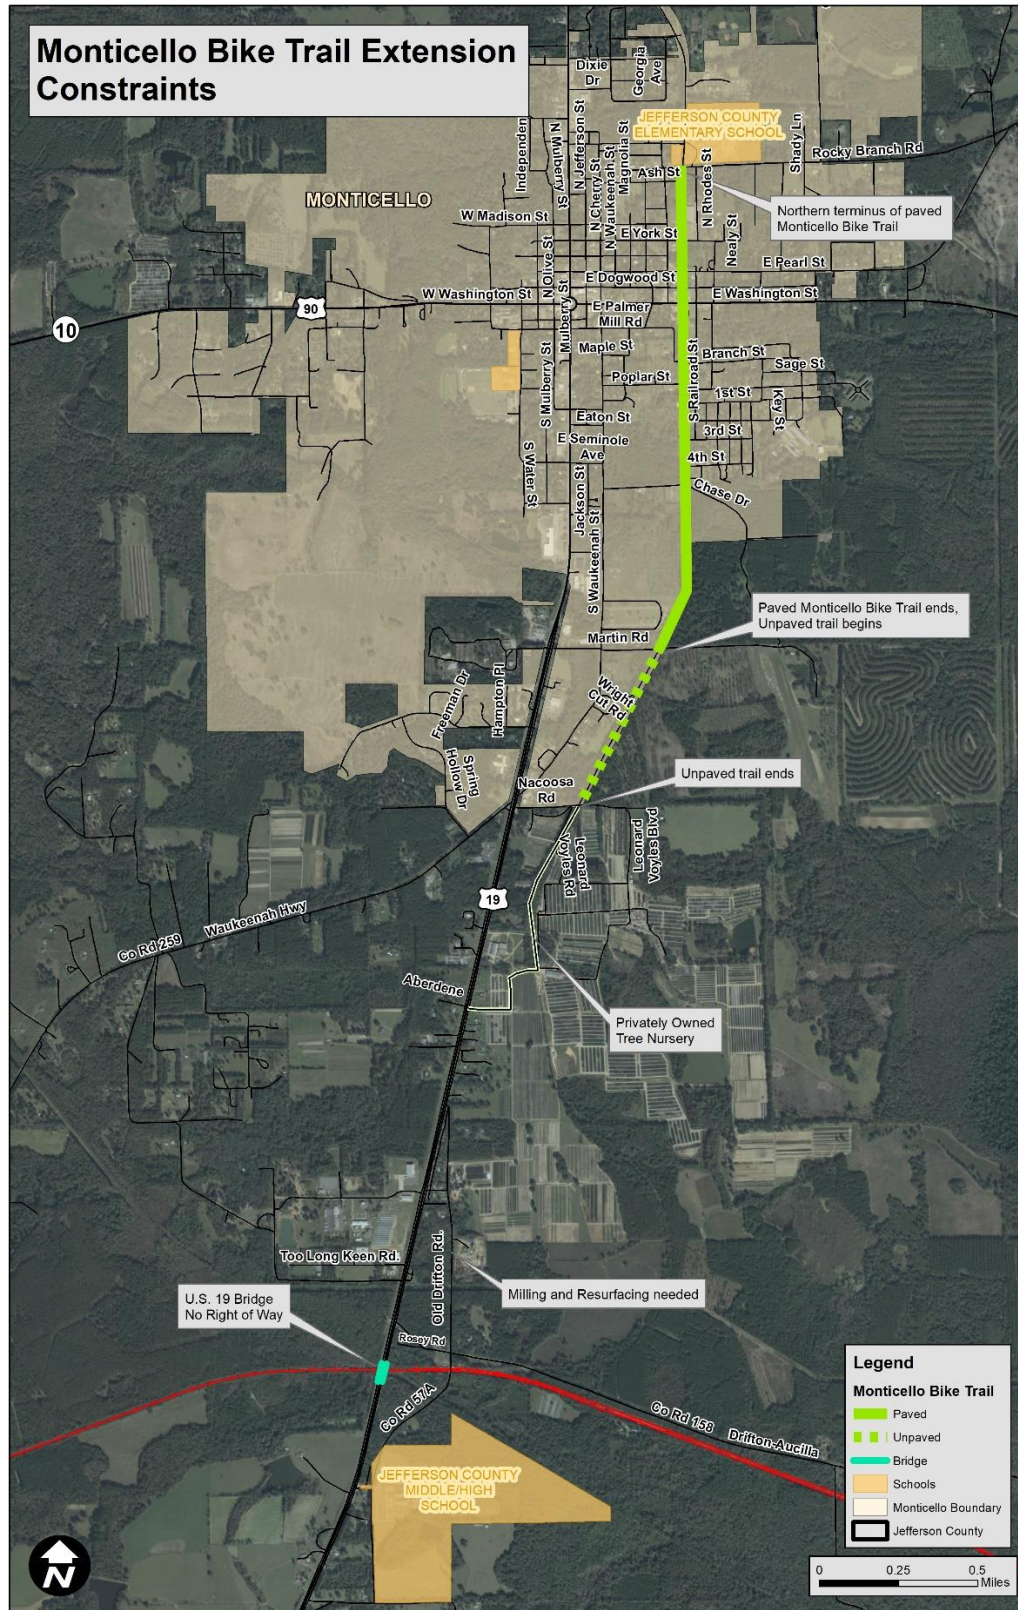 Monticello Bike Trail Extension
Constraints
Dixie
Dr
Georgia
Ave
JEFFERSON COUNTY
ELEMENTARY SCHOOL
Shady Ln
Rocky Branch Rd
Independen
N Mulberry St
N Jefferson St
N Cherry St
N Waukeenah St
Magnolia St
Ash St
N Rhodes St
MONTICELLO
W Madison St
Northern terminus of paved
Monticello Bike Trail
E York St
Nealy St
N Olive St
E Pearl St
E Dogwood St
W Washington St
E Washington St
90
10
Mulberry St
E Palmer
Mill Rd
Maple St
S Railroad St
Branch St
Sage St
S Mulberry St
Poplar St
1st St
Key St
Eaton St
3rd St
E Seminole
Ave
4th St
S Water St
Jackson St
Chase Dr
S Waukeenah St
Paved Monticello Bike Trail ends,
Unpaved trail begins
Martin Rd
Freeman Dr
Hampton Pl
Wright
Cut Rd
Spring
Hollow Dr
Nacoosa
Rd
Unpaved trail ends
Leonard
Voyles Rd
Leonard
Voyles Blvd
19
Co Rd 259
Waukeenah Hwy
Aberdene
Privately Owned
Tree Nursery
Too Long Keen Rd.
Old Drifton Rd.
Milling and Resurfacing needed
U.S. 19 Bridge
No Right of Way
Rosey Rd
Co Rd 57A
Co Rd 158
Drifton-Aucilla
JEFFERSON COUNTY
MIDDLE/HIGH
SCHOOL
Legend
Monticello Bike Trail
Paved
Unpaved
Bridge
Schools
Monticello Boundary
Jefferson County
N
0 0.25 0.5
Miles